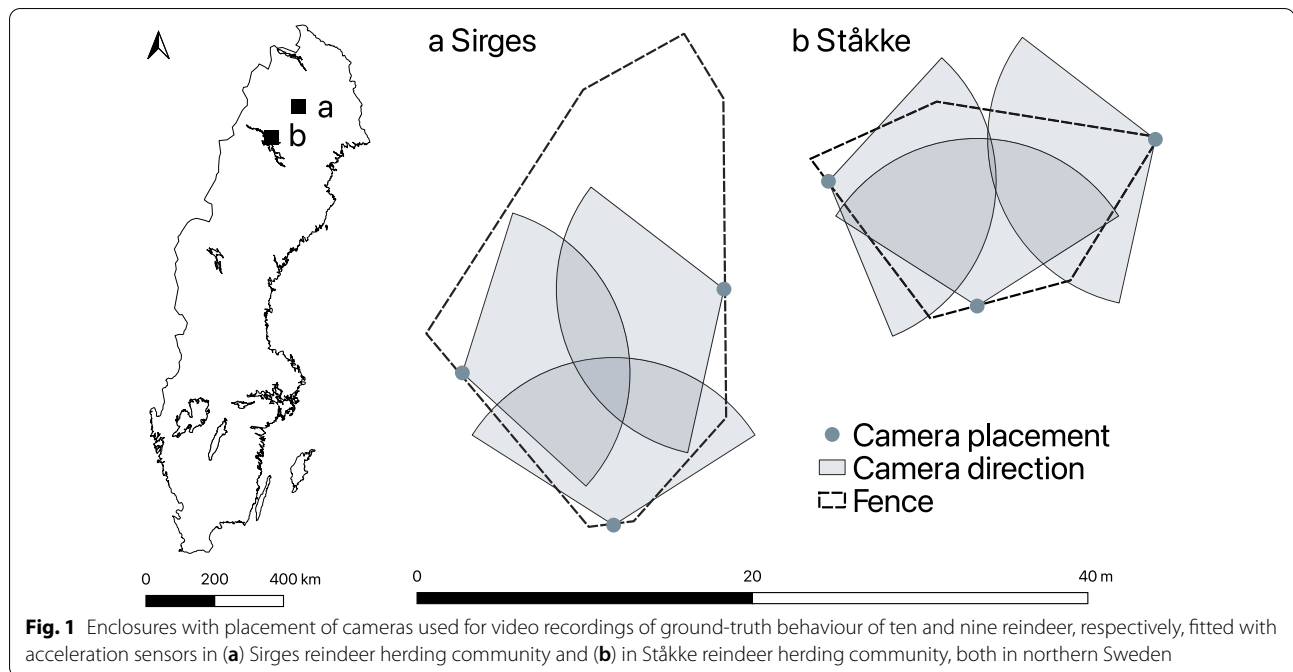 a Sirges
b Ståkke
a
b
Camera placement
Camera direction
Fence
0 200 400 km
0 20 40 m
Fig. 1 Enclosures with placement of cameras used for video recordings of ground-truth behaviour of ten and nine reindeer, respectively, fitted with
acceleration sensors in (a) Sirges reindeer herding community and (b) in Ståkke reindeer herding community, both in northern Sweden